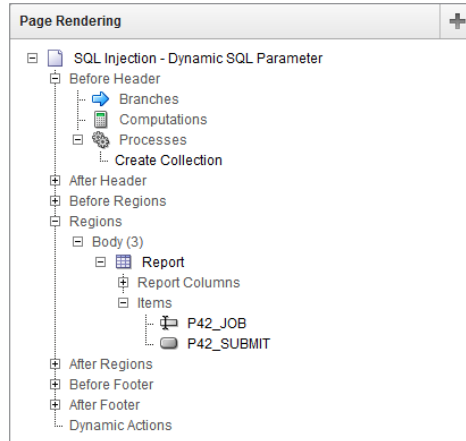 Page Rendering
SQL Injection - Dynamic SQL Parameter
Before Header
Branches
Computations
Processes
Create Collection
After Header
Before Regions
Regions
Body (3)
Report
Report Columns
Items
P42_JOB
P42_SUBMIT
After Regions
Before Footer
After Footer
Dynamic Actions